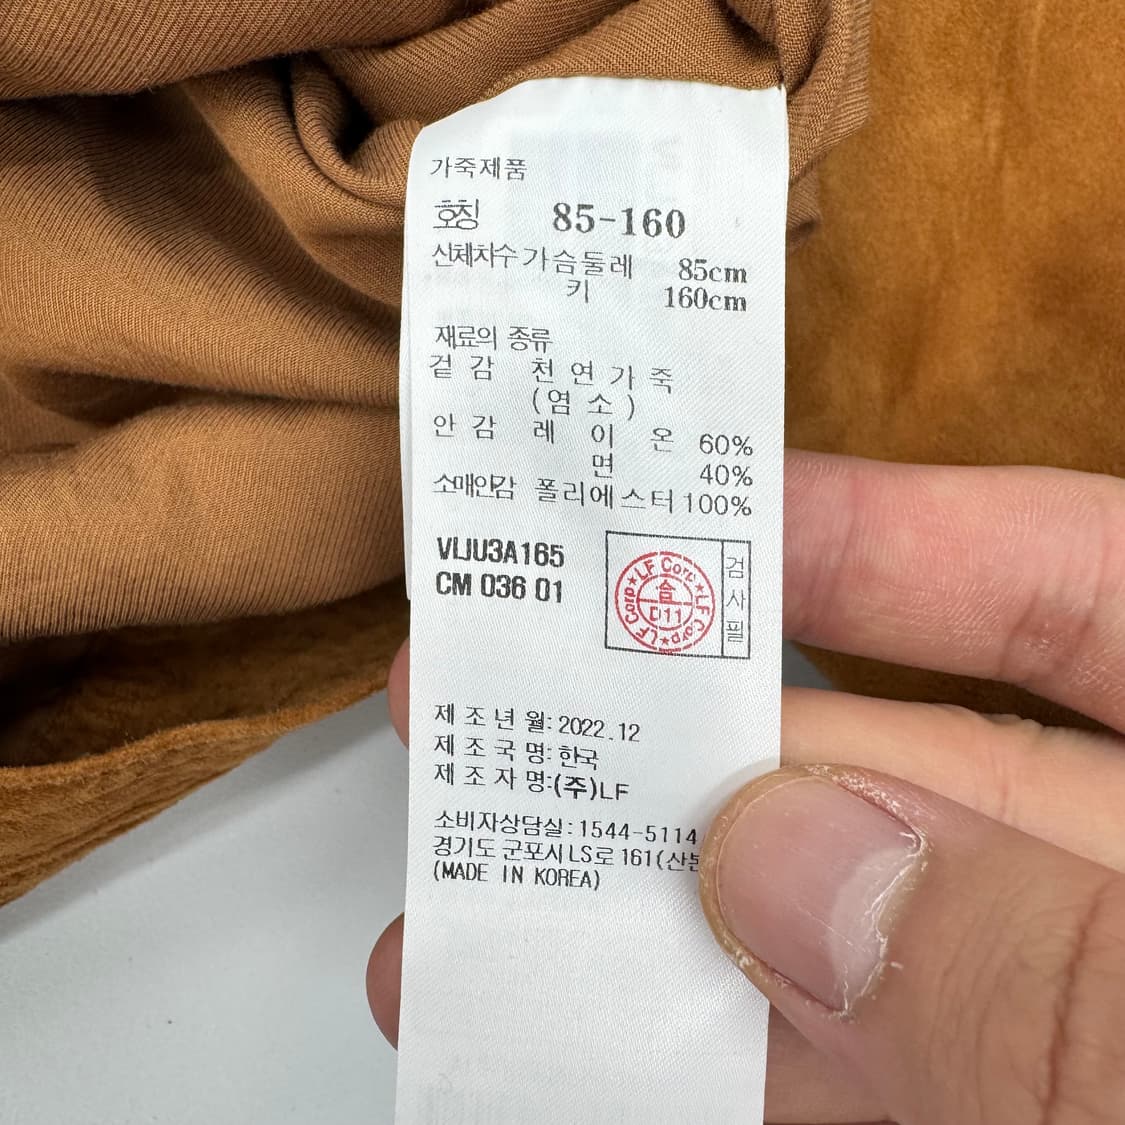 가죽제품
호칭 85-160
신체치수 가슴둘레 85cm
키 160cm
재료의 종류
겉감 천연가죽
(염소)
안감 레이온 60%
면 40%
소매안감 폴리에스터 100%
VLJU3A165
CM 036 01
LF Corp★LF Corp★LF Corp★
합
D11
검사필
제조년월: 2022.12
제조국명: 한국
제조자명:(주)LF
소비자상담실:1544-5114
경기도 군포시 LS로 161(산본
(MADE IN KOREA)